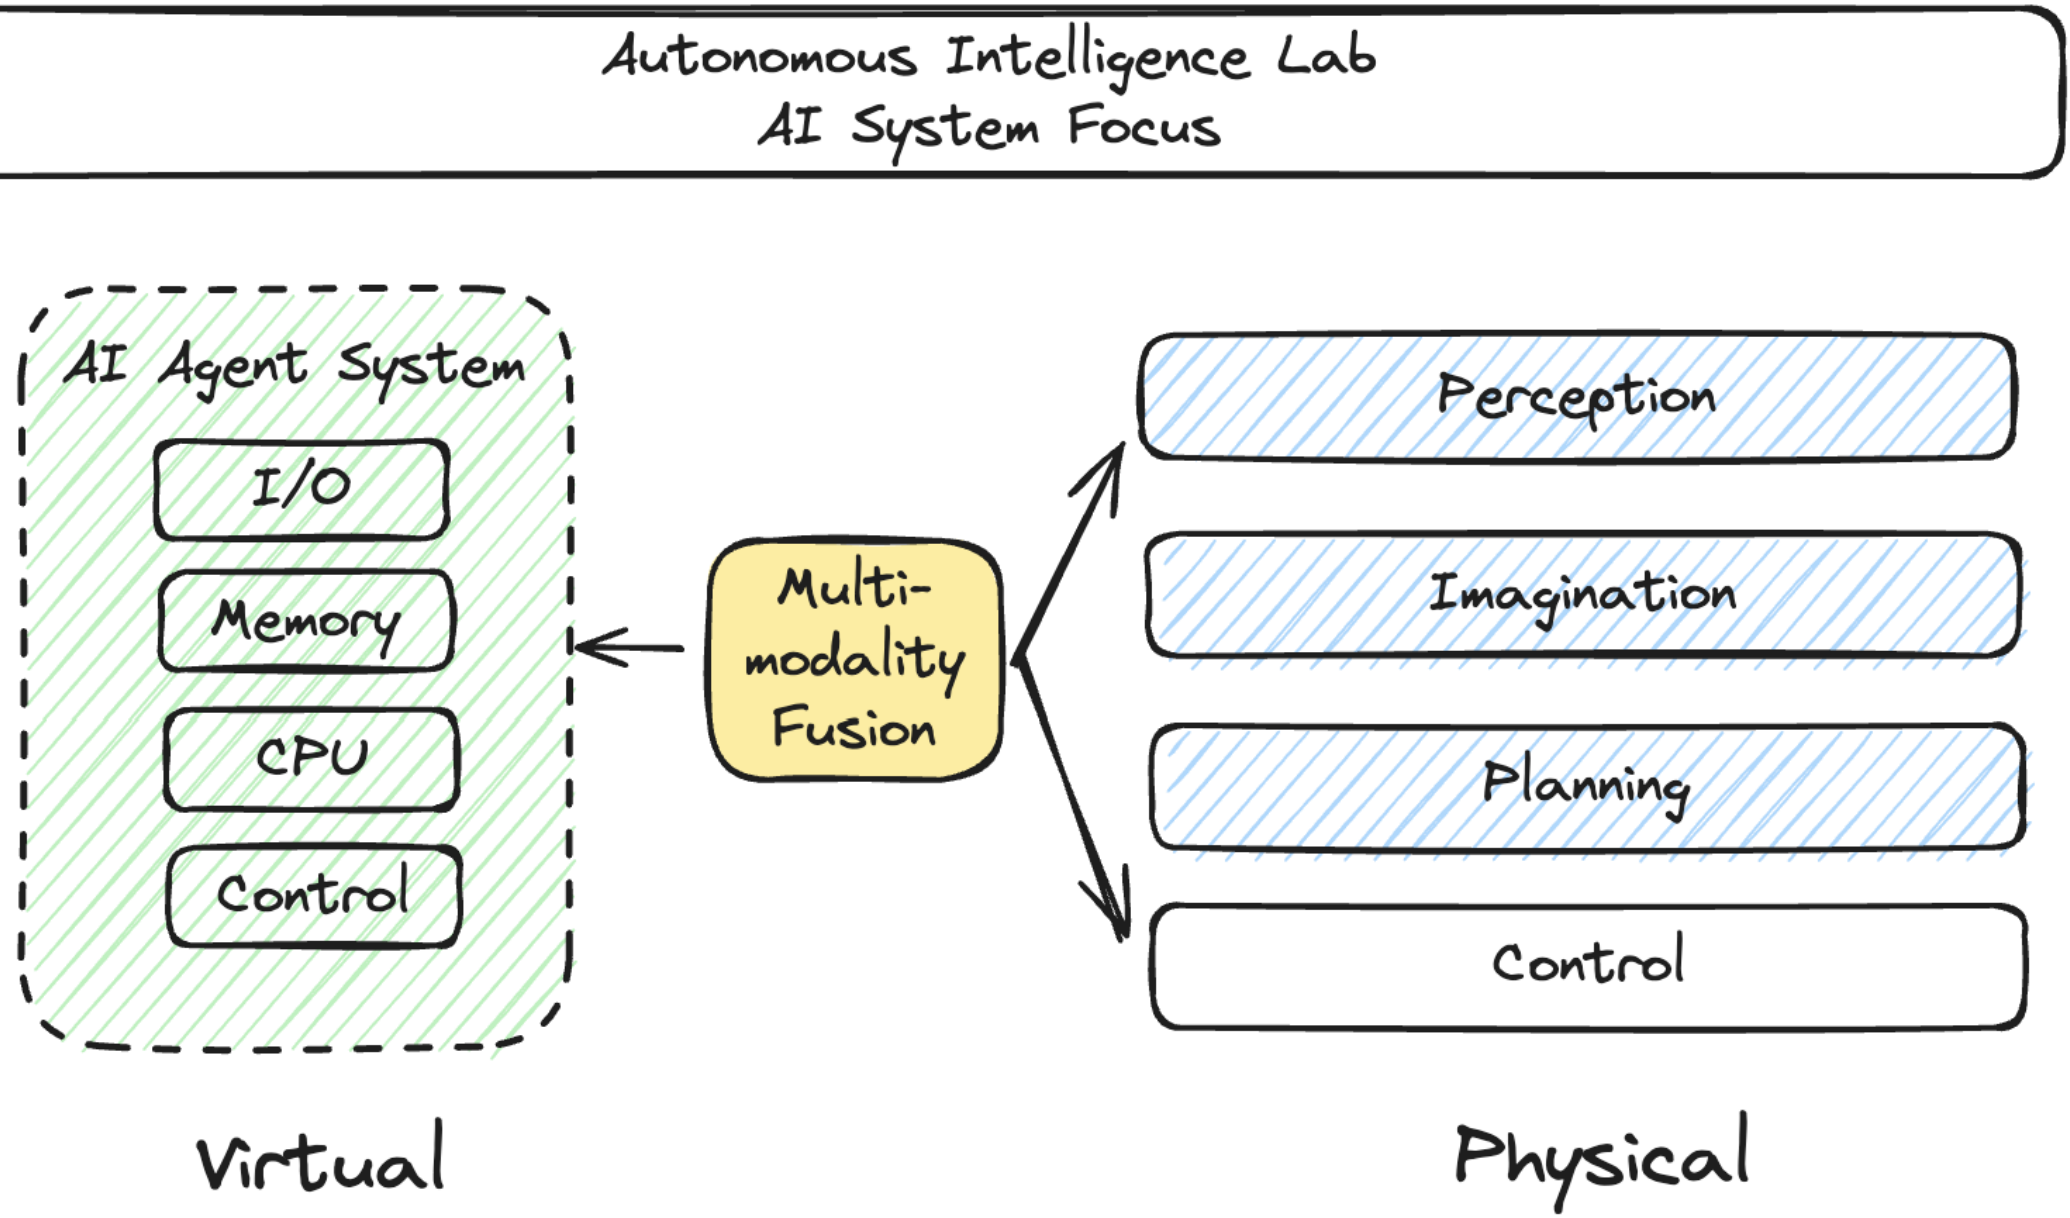 Autonomous Intelligence Lab
AI System Focus
AI Agent System
I/O
Memory
CPU
Control
Virtual
Multi-
modality
Fusion
Perception
Imagination
Planning
Control
Physical